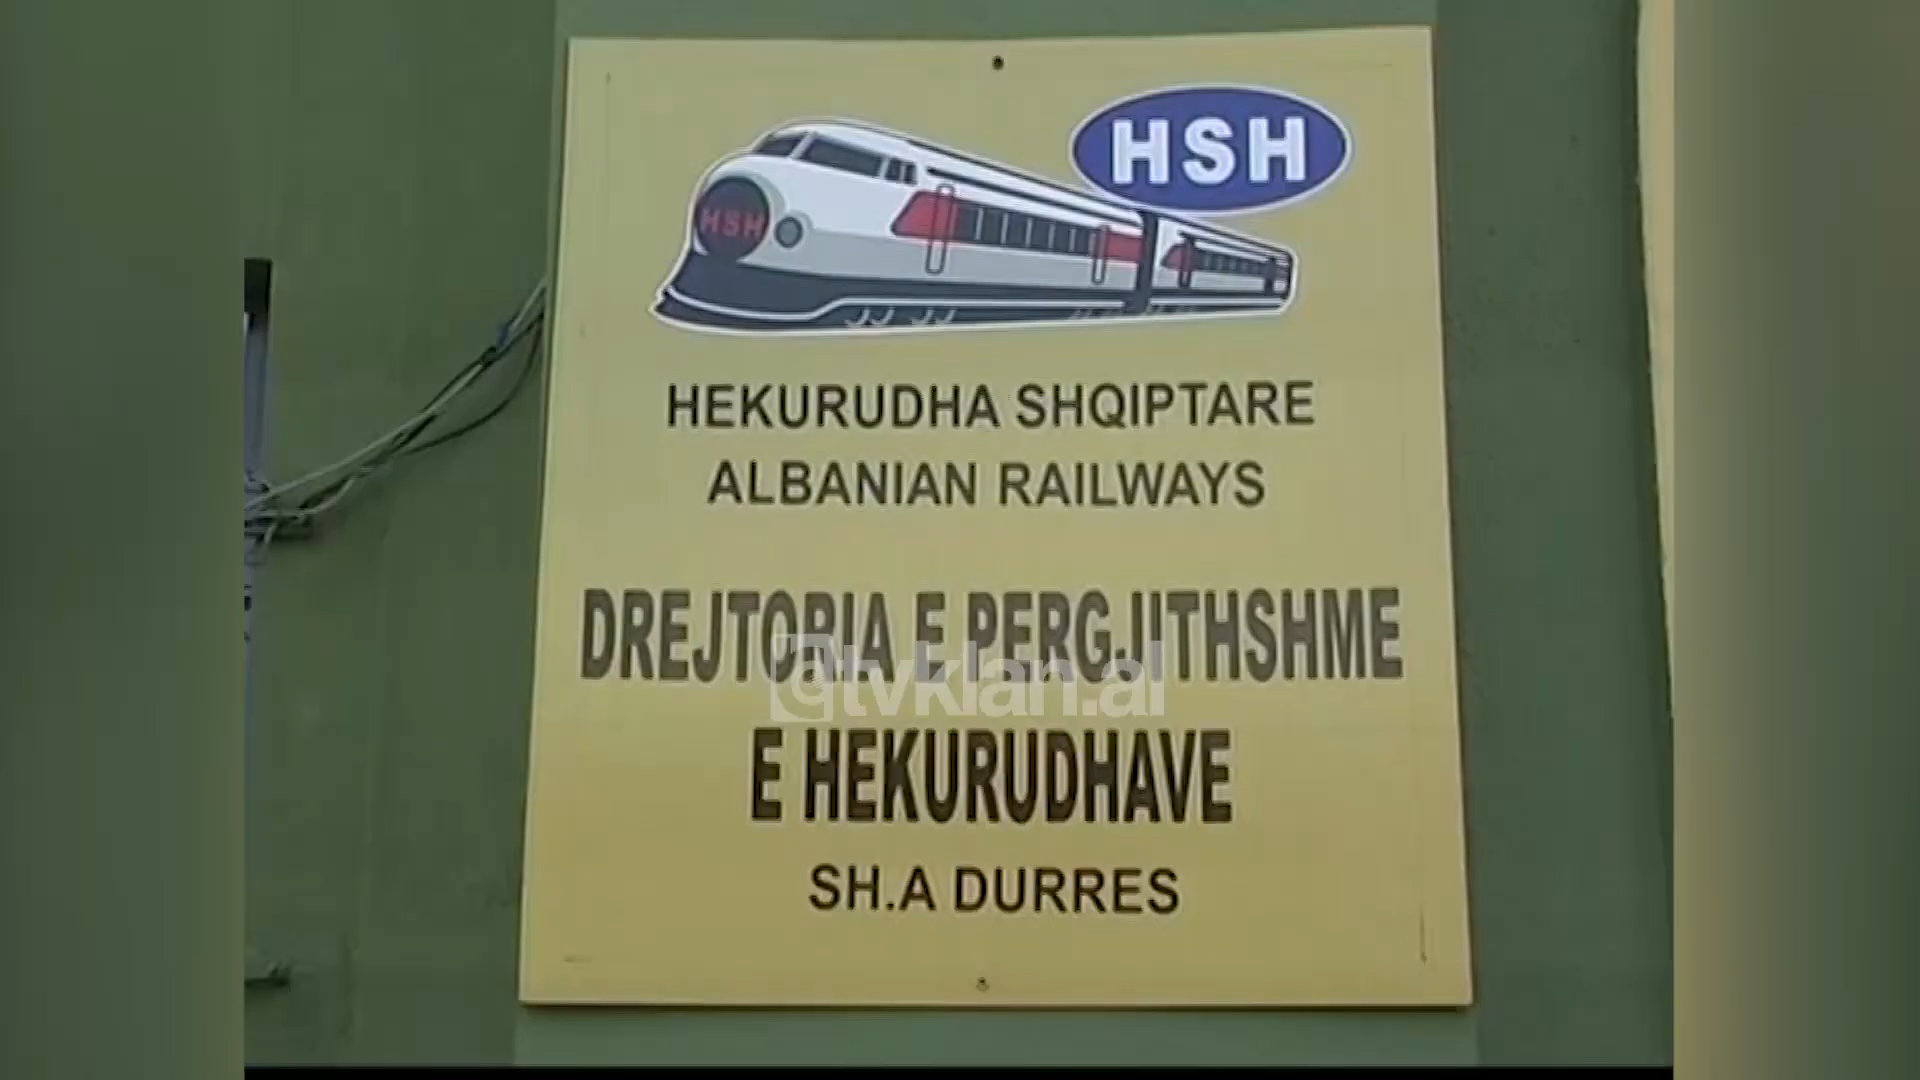 HSH
HSH
HEKURUDHA SHQIPTARE
ALBANIAN RAILWAYS
DREJTORIA E PERGJITHSHME
@tvklan.al
E HEKURUDHAVE
SH.A DURRES